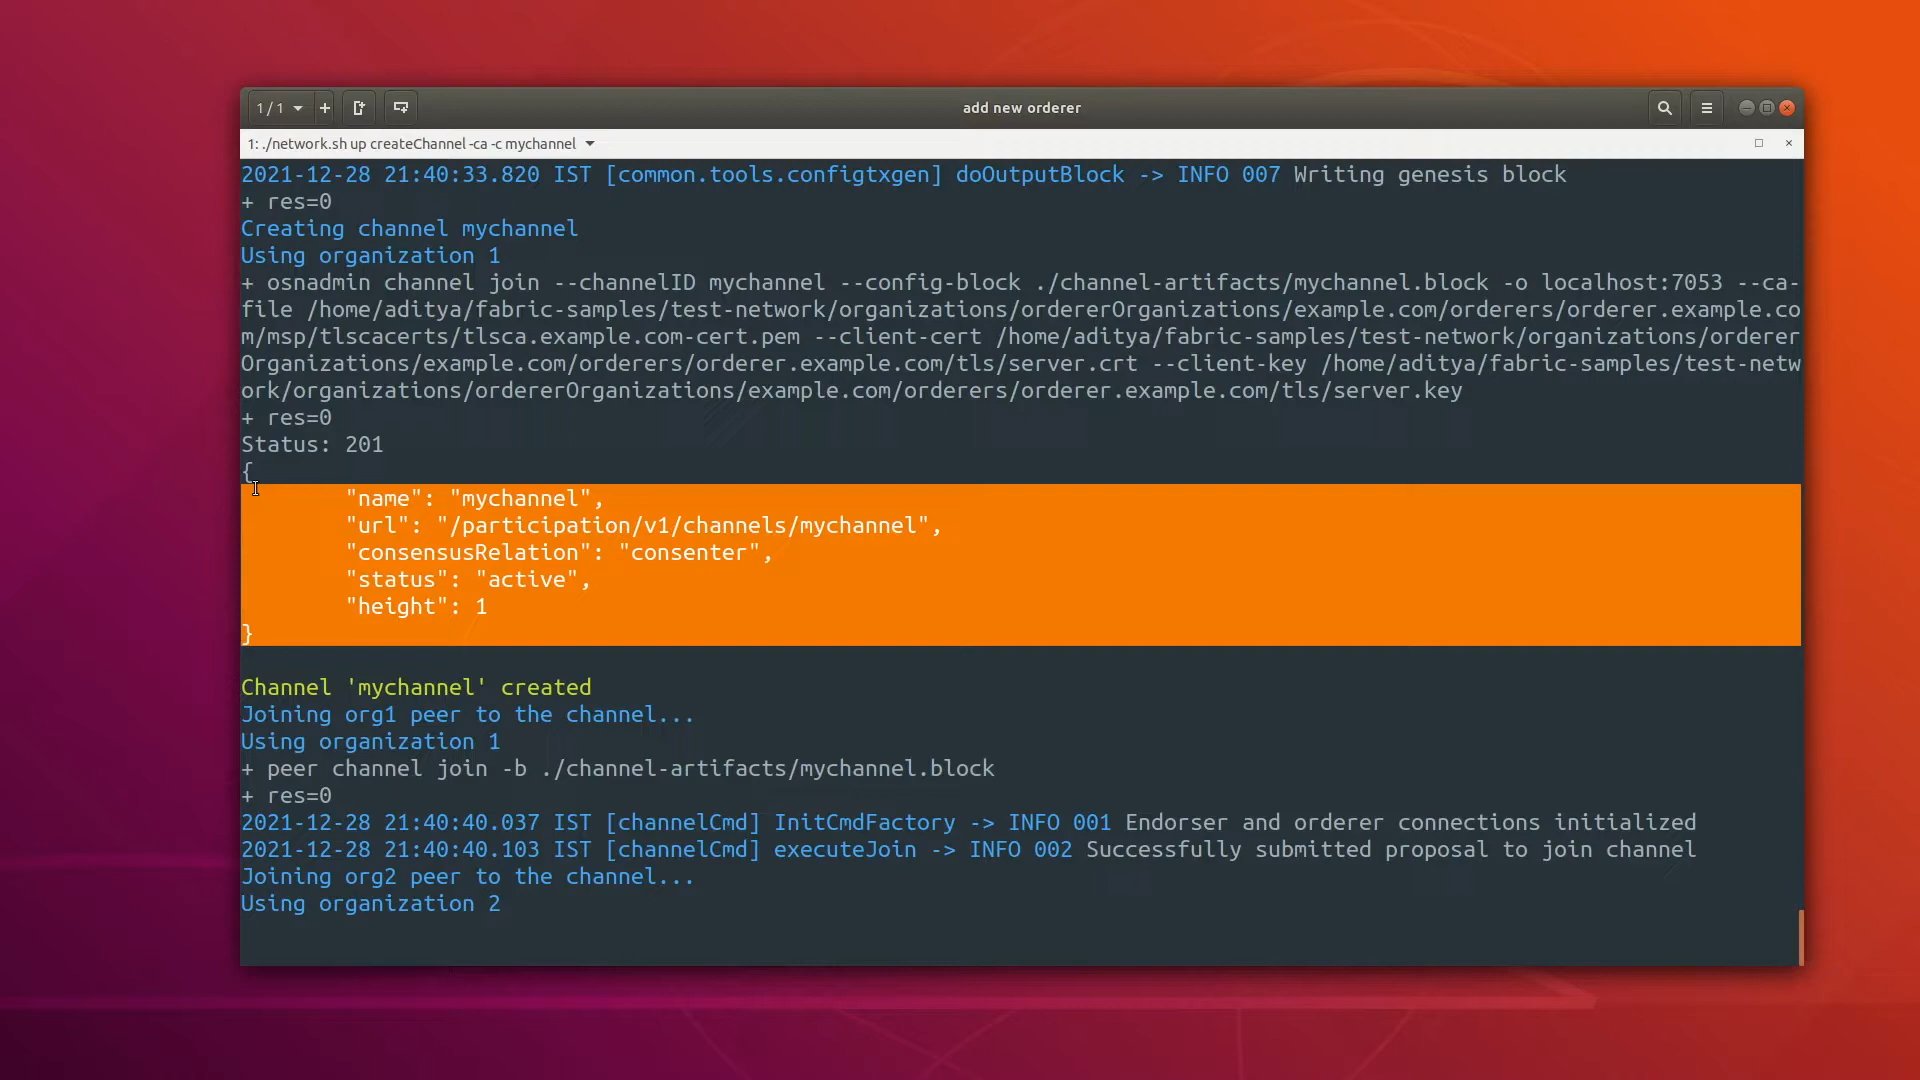 1 / 1
add new orderer
1: ./network.sh up createChannel -ca -c mychannel
2021-12-28 21:40:33.820 IST [common.tools.configtxgen] doOutputBlock -> INFO 007 Writing genesis block
+ res=0
Creating channel mychannel
Using organization 1
+ osnadmin channel join --channelID mychannel --config-block ./channel-artifacts/mychannel.block -o localhost:7053 --ca-
file /home/aditya/fabric-samples/test-network/organizations/ordererOrganizations/example.com/orderers/orderer.example.co
m/msp/tlscacerts/tlsca.example.com-cert.pem --client-cert /home/aditya/fabric-samples/test-network/organizations/orderer
Organizations/example.com/orderers/orderer.example.com/tls/server.crt --client-key /home/aditya/fabric-samples/test-netw
ork/organizations/ordererOrganizations/example.com/orderers/orderer.example.com/tls/server.key
+ res=0
Status: 201
{
        "name": "mychannel",
        "url": "/participation/v1/channels/mychannel",
        "consensusRelation": "consenter",
        "status": "active",
        "height": 1
}
Channel 'mychannel' created
Joining org1 peer to the channel...
Using organization 1
+ peer channel join -b ./channel-artifacts/mychannel.block
+ res=0
2021-12-28 21:40:40.037 IST [channelCmd] InitCmdFactory -> INFO 001 Endorser and orderer connections initialized
2021-12-28 21:40:40.103 IST [channelCmd] executeJoin -> INFO 002 Successfully submitted proposal to join channel
Joining org2 peer to the channel...
Using organization 2